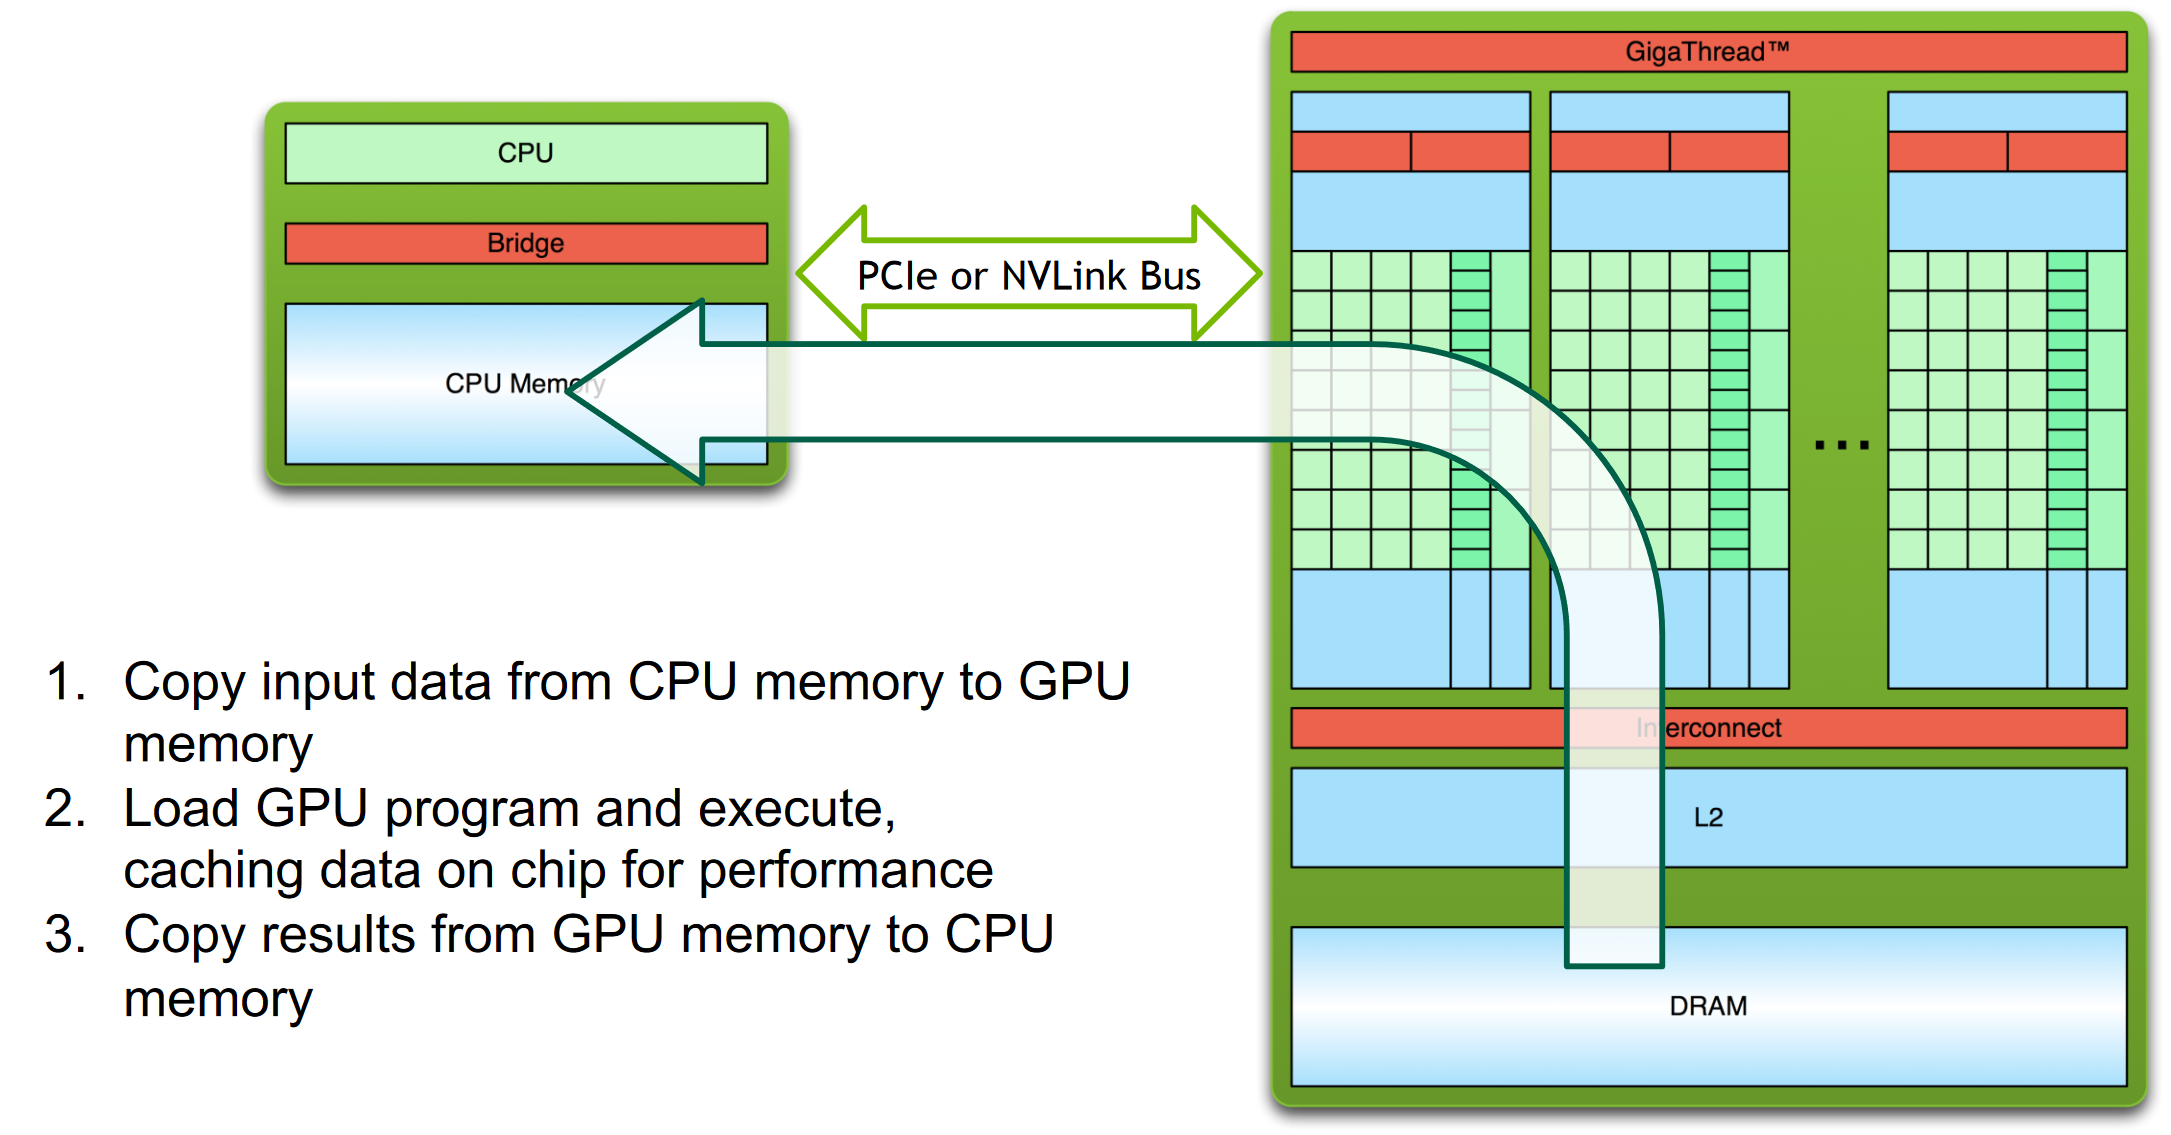 GigaThread™
CPU
Bridge
PCIe or NVLink Bus
CPU Memory
...
1. Copy input data from CPU memory to GPU
memory
2. Load GPU program and execute,
caching data on chip for performance
3. Copy results from GPU memory to CPU
memory
Interconnect
L2
DRAM